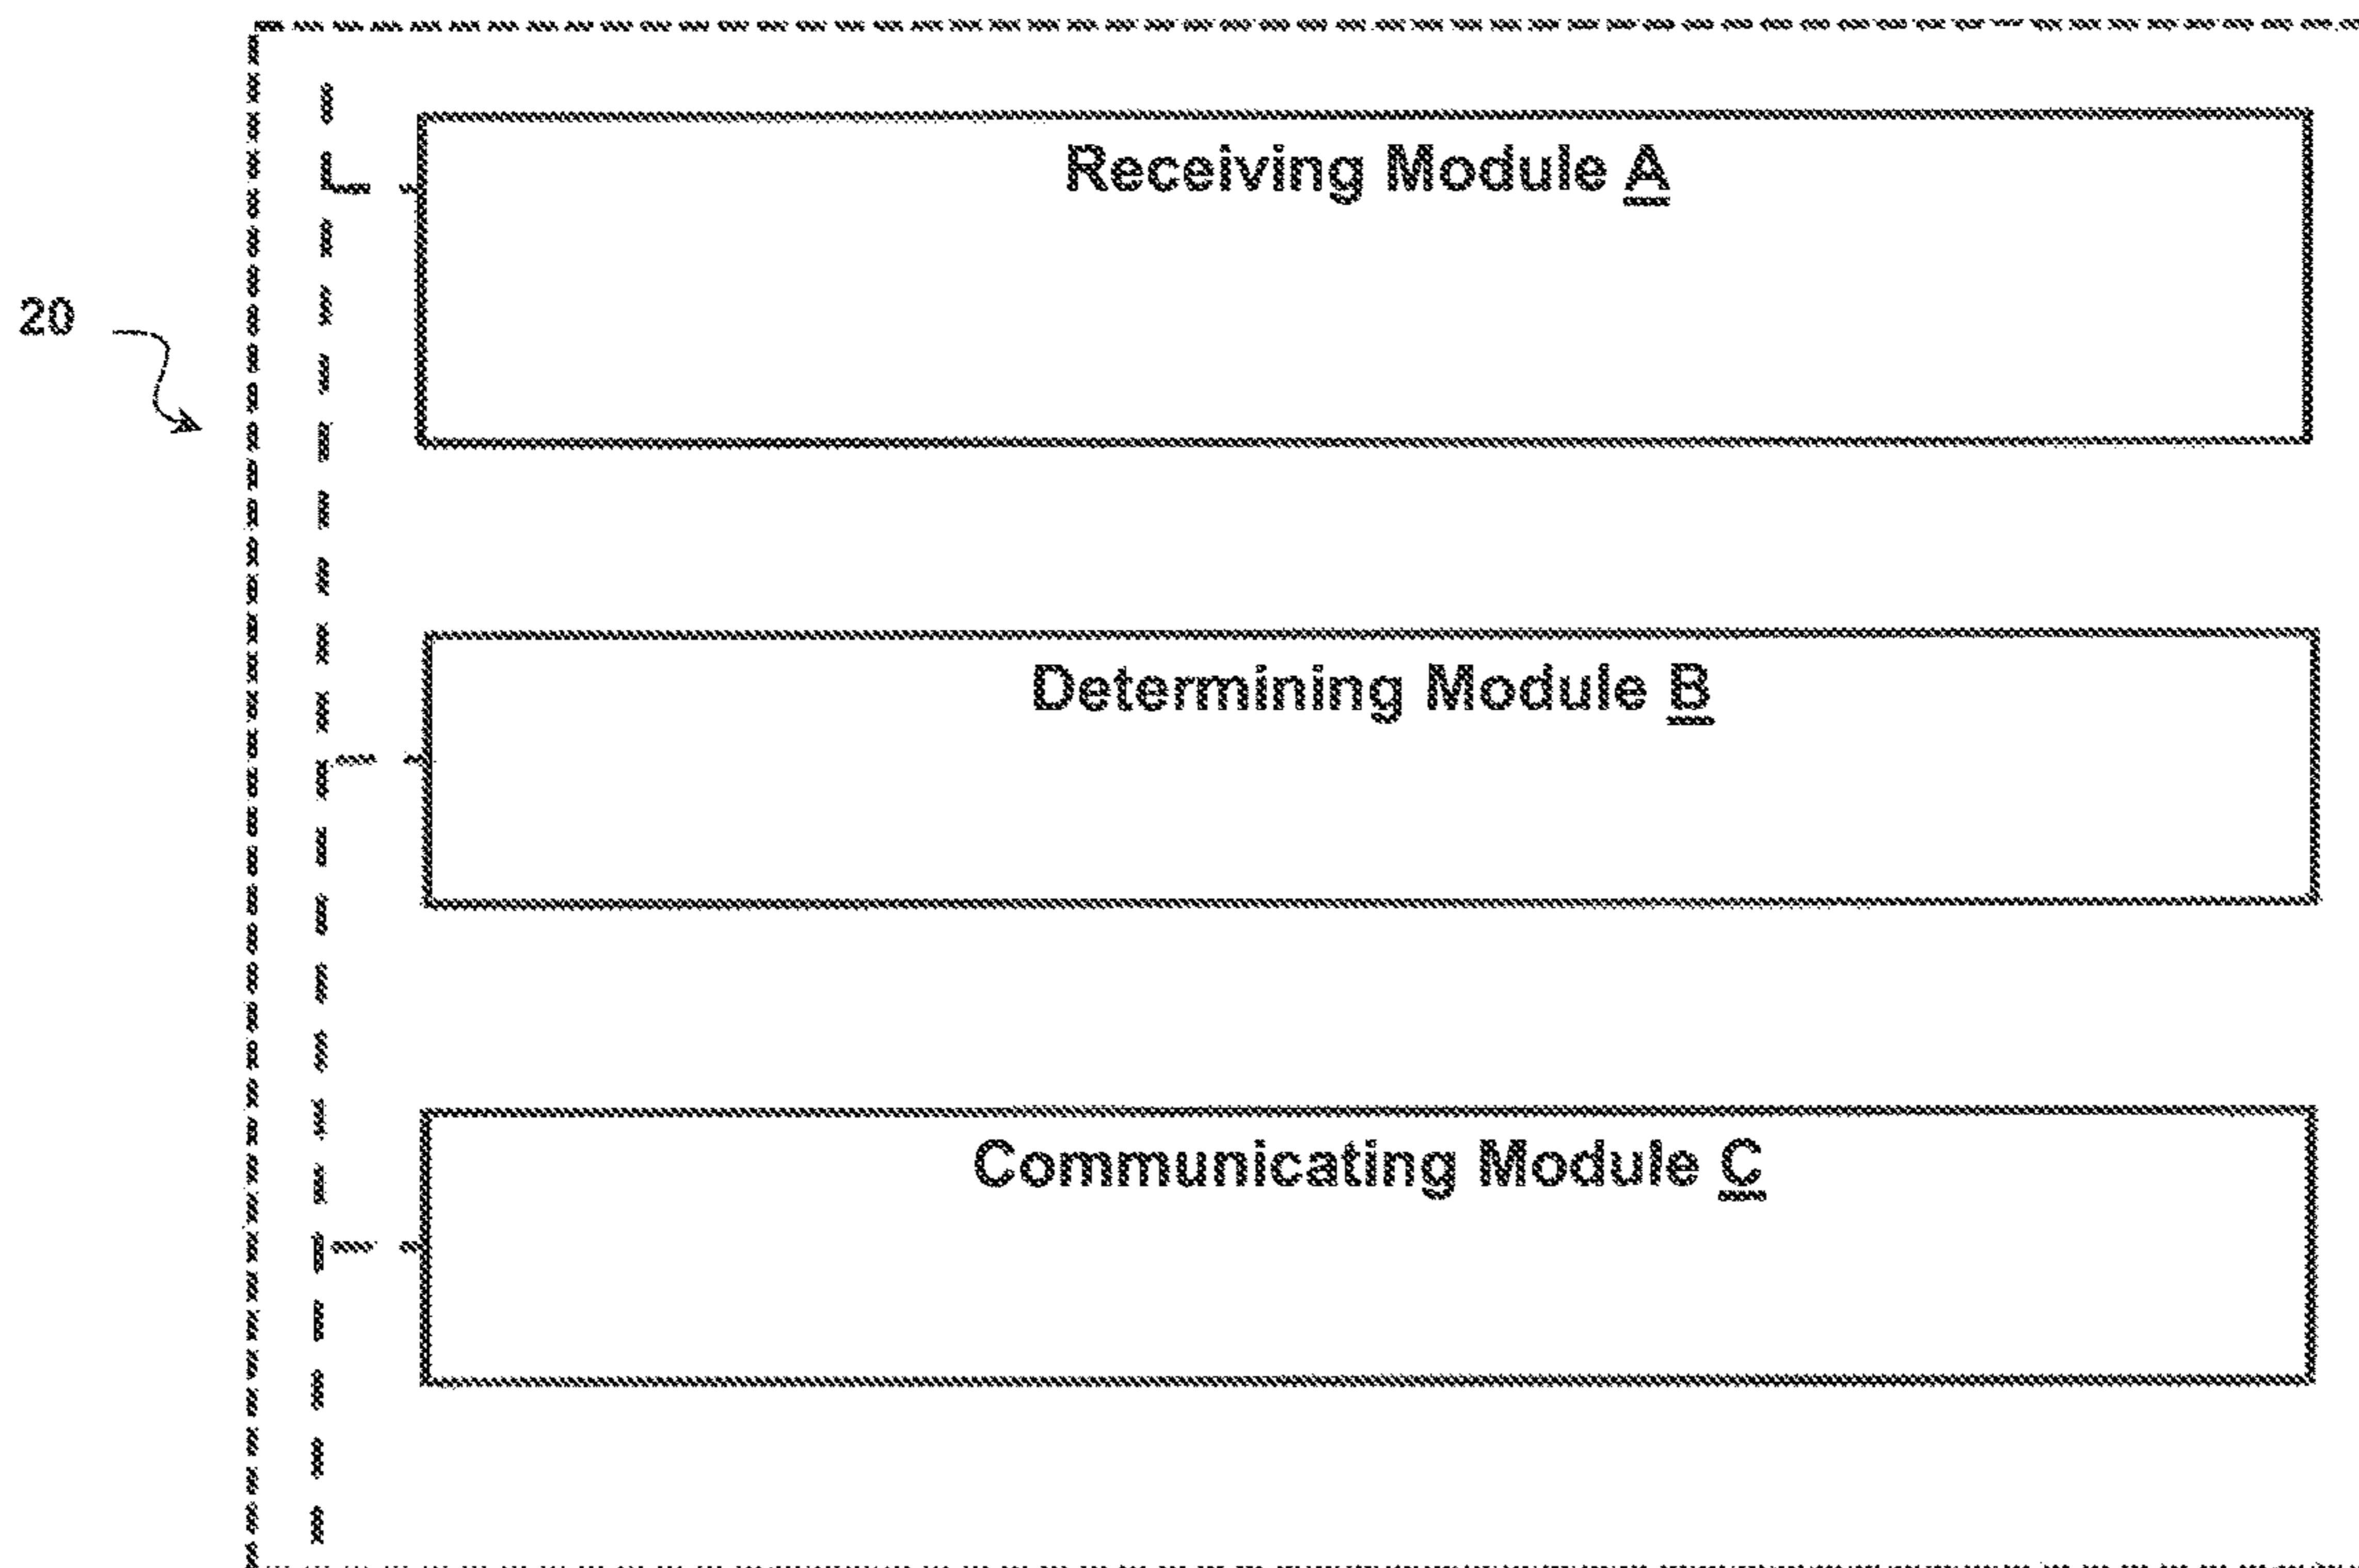 Receiving Module A
20
Determining Module B
Communicating Module C